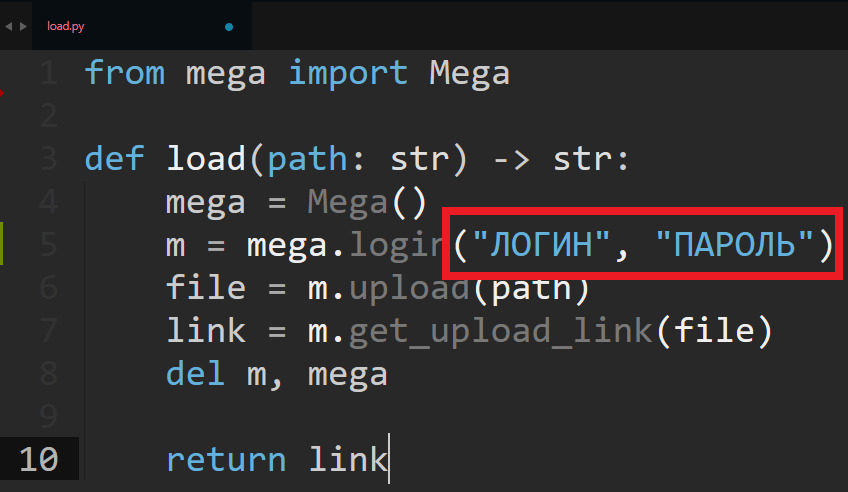 load.py
1 from mega import Mega
2
3 def load(path: str) -> str:
4     mega = Mega()
5     m = mega.login("ЛОГИН", "ПАРОЛЬ")
6     file = m.upload(path)
7     link = m.get_upload_link(file)
8     del m, mega
9
10     return link